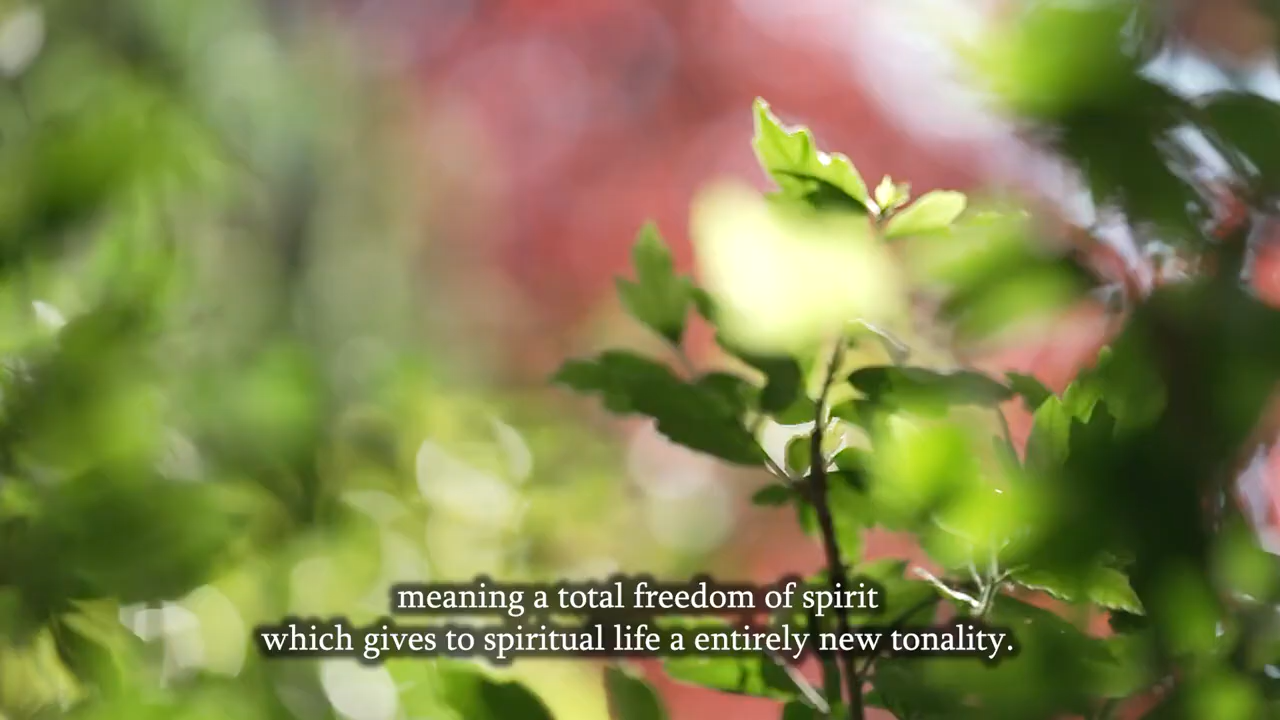 meaning a total freedom of spirit
which gives to spiritual life a entirely new tonality.